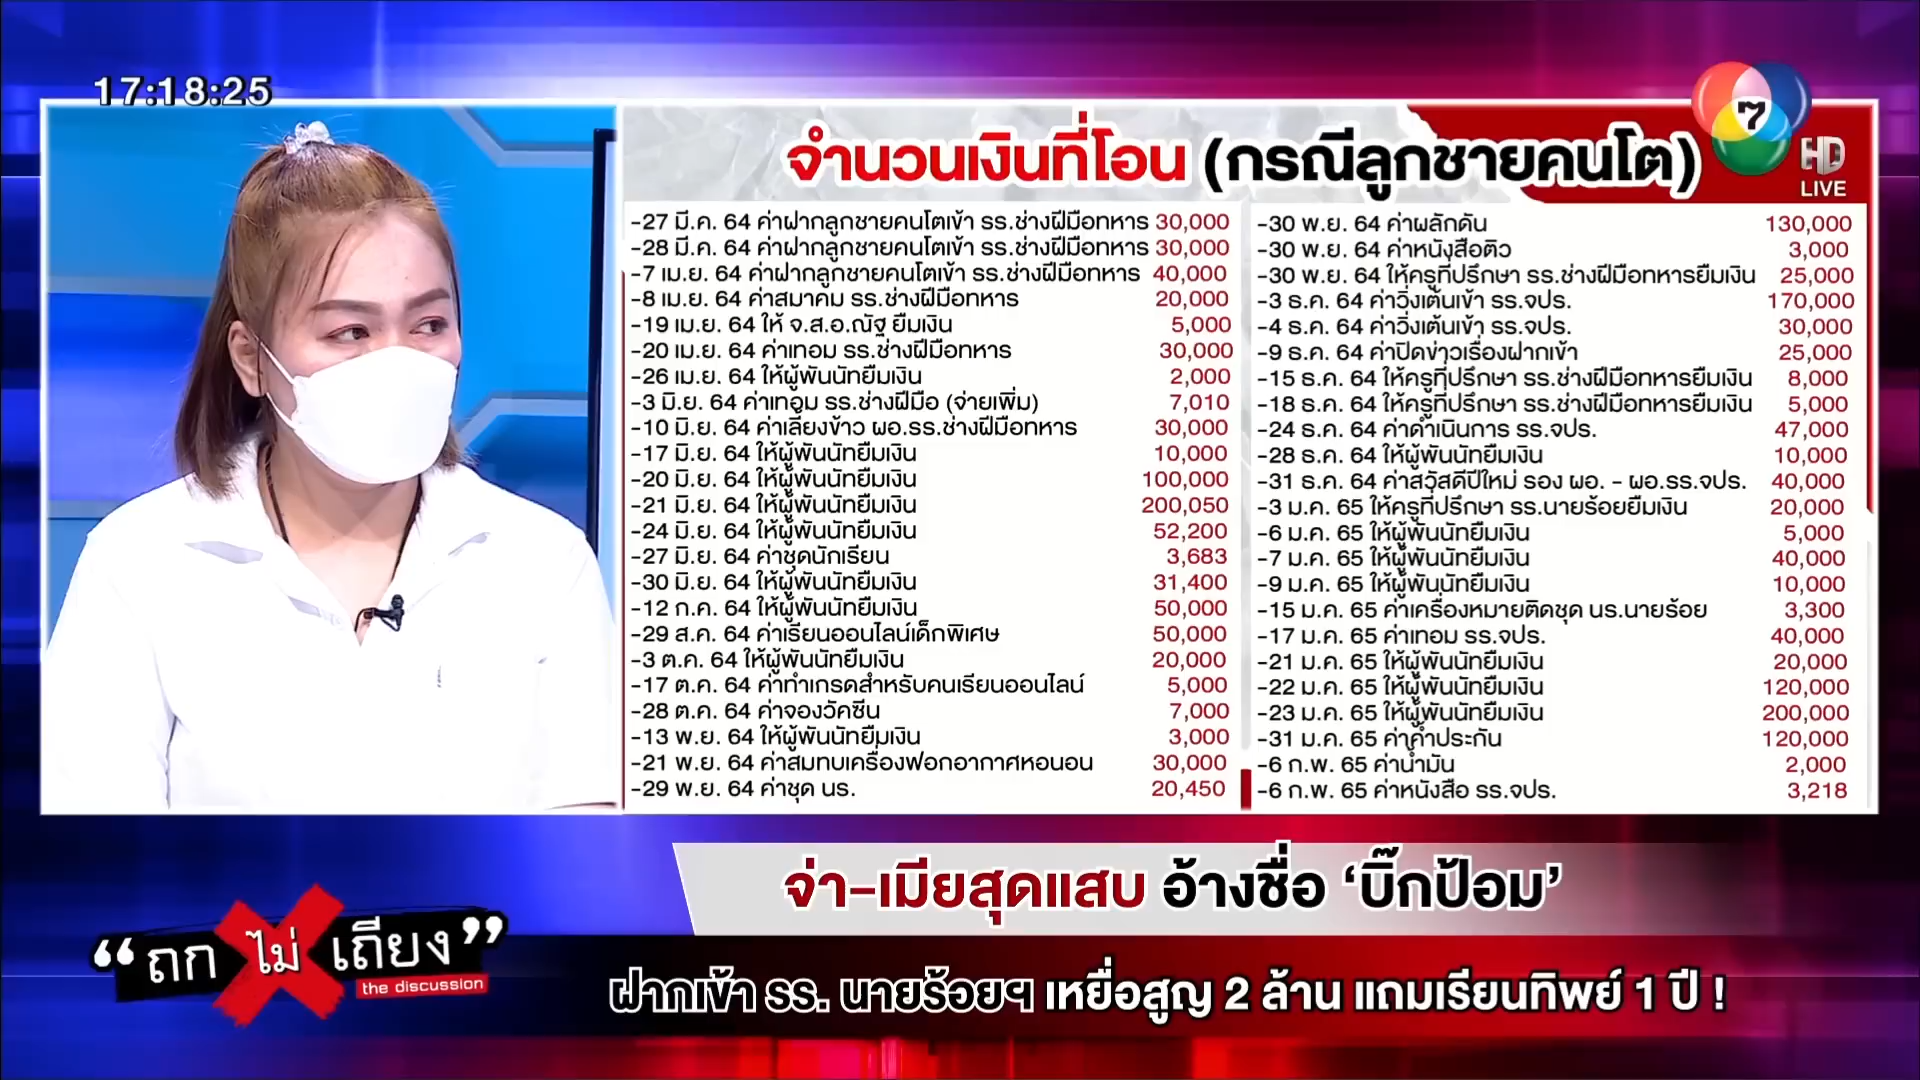 17:18:25
7
HD
LIVE
จำนวนเงินที่โอน (กรณีลูกชายคนโต)
-27 มี.ค. 64 ค่าฝากลูกชายคนโตเข้า รร.ช่างฝีมือทหาร 30,000
-28 มี.ค. 64 ค่าฝากลูกชายคนโตเข้า รร.ช่างฝีมือทหาร 30,000
-7 เม.ย. 64 ค่าฝากลูกชายคนโตเข้า รร.ช่างฝีมือทหาร 40,000
-8 เม.ย. 64 ค่าสมาคม รร.ช่างฝีมือทหาร 20,000
-19 เม.ย. 64 ให้ จ.ส.อ.ณัฐ ยืมเงิน 5,000
-20 เม.ย. 64 ค่าเทอม รร.ช่างฝีมือทหาร 30,000
-26 เม.ย. 64 ให้ผู้พันนัทยืมเงิน 2,000
-3 มิ.ย. 64 ค่าเทอม รร.ช่างฝีมือ (จ่ายเพิ่ม) 7,010
-10 มิ.ย. 64 ค่าเลี้ยงข้าว ผอ.รร.ช่างฝีมือทหาร 30,000
-17 มิ.ย. 64 ให้ผู้พันนัทยืมเงิน 10,000
-20 มิ.ย. 64 ให้ผู้พันนัทยืมเงิน 100,000
-21 มิ.ย. 64 ให้ผู้พันนัทยืมเงิน 200,050
-24 มิ.ย. 64 ให้ผู้พันนัทยืมเงิน 52,200
-27 มิ.ย. 64 ค่าชุดนักเรียน 3,683
-30 มิ.ย. 64 ให้ผู้พันนัทยืมเงิน 31,400
-12 ก.ค. 64 ให้ผู้พันนัทยืมเงิน 50,000
-29 ส.ค. 64 ค่าเรียนออนไลน์เด็กพิเศษ 50,000
-3 ต.ค. 64 ให้ผู้พันนัทยืมเงิน 20,000
-17 ต.ค. 64 ค่าทำเกรดสำหรับคนเรียนออนไลน์ 5,000
-28 ต.ค. 64 ค่าจองวัคซีน 7,000
-13 พ.ย. 64 ให้ผู้พันนัทยืมเงิน 3,000
-21 พ.ย. 64 ค่าสมทบเครื่องฟอกอากาศหอนอน 30,000
-29 พ.ย. 64 ค่าชุด นร. 20,450
-30 พ.ย. 64 ค่าผลักดัน 130,000
-30 พ.ย. 64 ค่าหนังสือติว 3,000
-30 พ.ย. 64 ให้ครูที่ปรึกษา รร.ช่างฝีมือทหารยืมเงิน 25,000
-3 ธ.ค. 64 ค่าวิ่งเต้นเข้า รร.จปร. 170,000
-4 ธ.ค. 64 ค่าวิ่งเต้นเข้า รร.จปร. 30,000
-9 ธ.ค. 64 ค่าปิดข่าวเรื่องฝากเข้า 25,000
-15 ธ.ค. 64 ให้ครูที่ปรึกษา รร.ช่างฝีมือทหารยืมเงิน 8,000
-18 ธ.ค. 64 ให้ครูที่ปรึกษา รร.ช่างฝีมือทหารยืมเงิน 5,000
-24 ธ.ค. 64 ค่าดำเนินการ รร.จปร. 47,000
-28 ธ.ค. 64 ให้ผู้พันนัทยืมเงิน 10,000
-31 ธ.ค. 64 ค่าสวัสดีปีใหม่ รอง ผอ. - ผอ.รร.จปร. 40,000
-3 ม.ค. 65 ให้ครูที่ปรึกษา รร.นายร้อยยืมเงิน 20,000
-6 ม.ค. 65 ให้ผู้พันนัทยืมเงิน 5,000
-7 ม.ค. 65 ให้ผู้พันนัทยืมเงิน 40,000
-9 ม.ค. 65 ให้ผู้พันนัทยืมเงิน 10,000
-15 ม.ค. 65 ค่าเครื่องหมายติดชุด นร.นายร้อย 3,300
-17 ม.ค. 65 ค่าเทอม รร.จปร. 40,000
-21 ม.ค. 65 ให้ผู้พันนัทยืมเงิน 20,000
-22 ม.ค. 65 ให้ผู้พันนัทยืมเงิน 120,000
-23 ม.ค. 65 ให้ผู้พันนัทยืมเงิน 200,000
-31 ม.ค. 65 ค่าค้ำประกัน 120,000
-6 ก.พ. 65 ค่าน้ำมัน 2,000
-6 ก.พ. 65 ค่าหนังสือ รร.จปร. 3,218
จ่า-เมียสุดแสบ อ้างชื่อ ‘บิ๊กป้อม’
“ถกไม่เถียง”
the discussion
ฝากเข้า รร. นายร้อยฯ เหยื่อสูญ 2 ล้าน แถมเรียนทิพย์ 1 ปี !